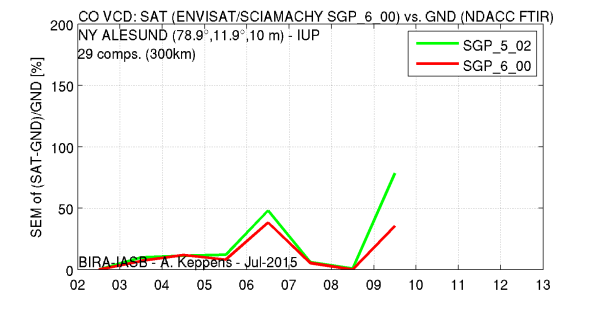 CO VCD: SAT (ENVISAT/SCIAMACHY SGP_6_00) vs. GND (NDACC FTIR)
200
NY ALESUND (78.9°,11.9°,10 m) - IUP
29 comps. (300km)
SGP_5_02
SGP_6_00
150
100
50
0
SEM of (SAT-GND)/GND [%]
BIRA-IASB - A. Keppens - Jul-2015
02 03 04 05 06 07 08 09 10 11 12 13